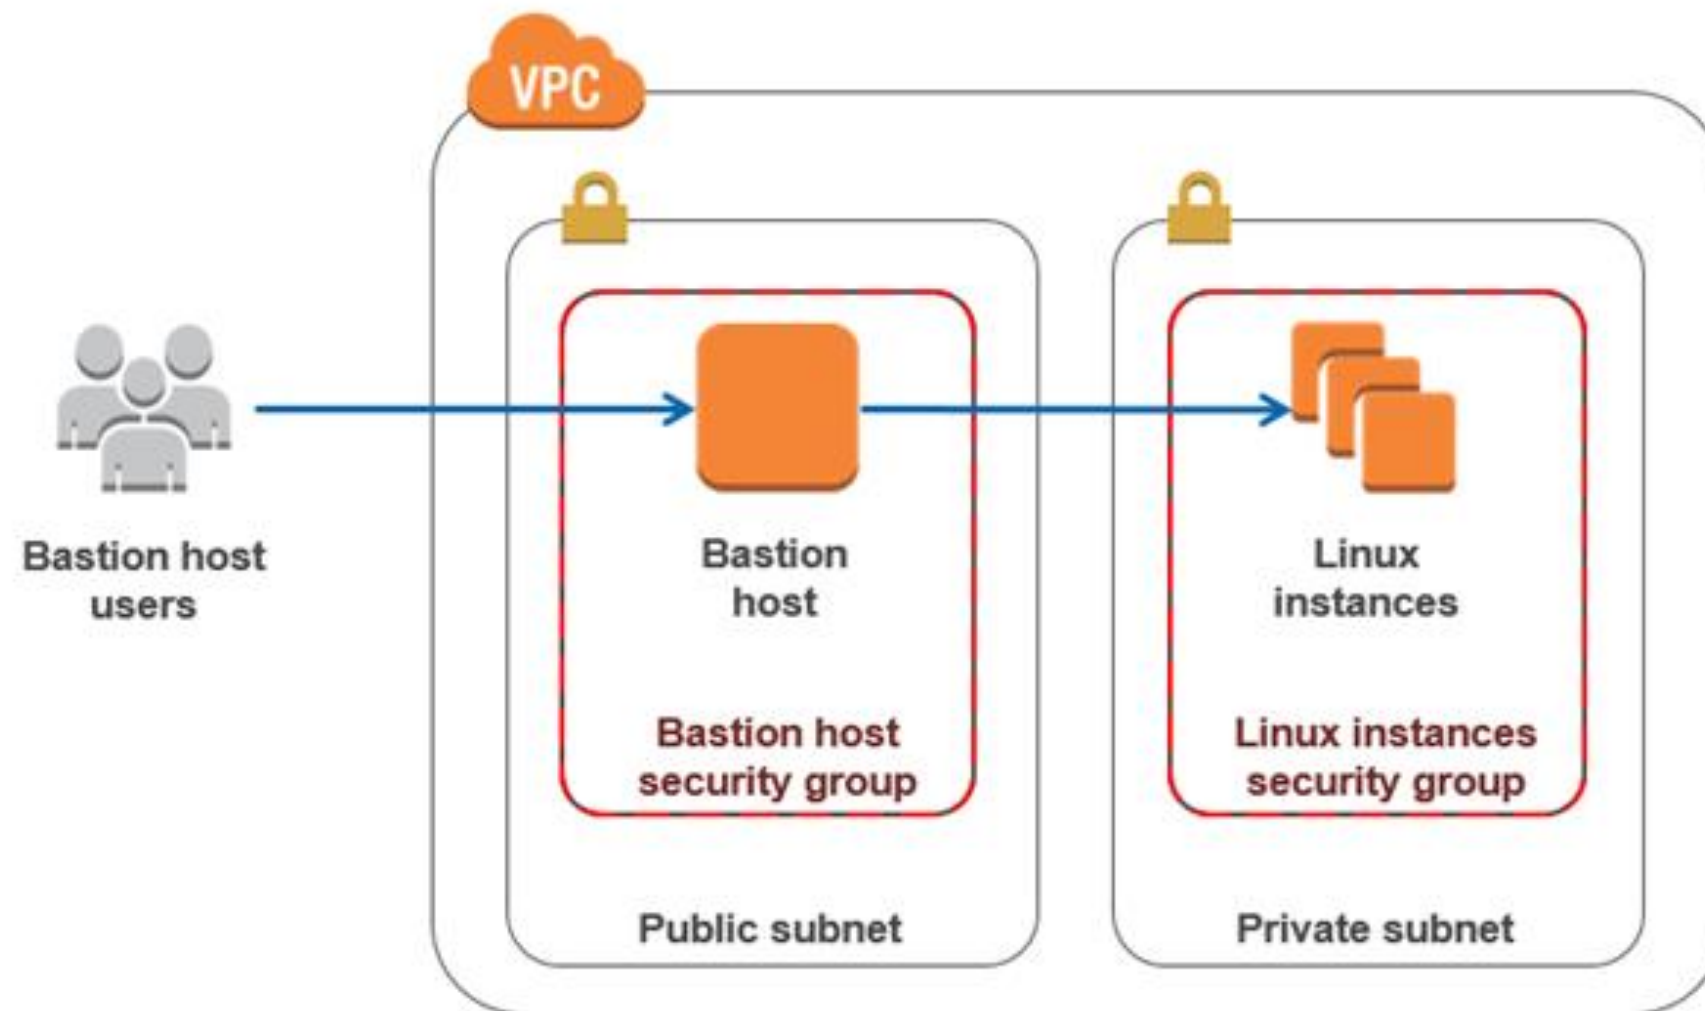 VPC
Bastion host
users
Bastion
host
Bastion host
security group
Public subnet
Linux
instances
Linux instances
security group
Private subnet